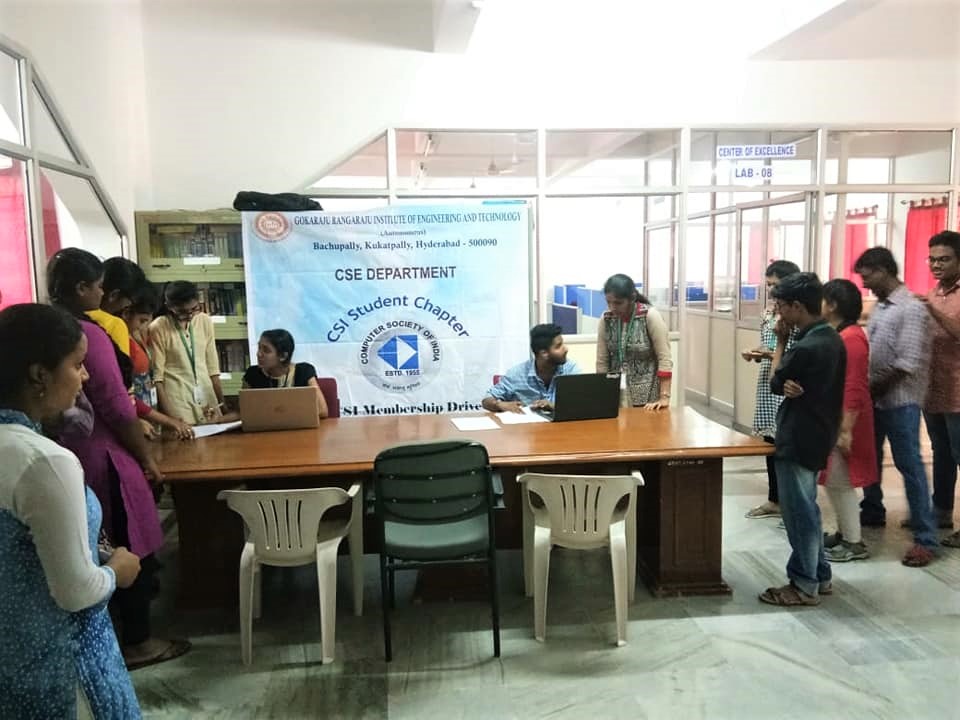 GOKARAJU RANGARAJU INSTITUTE OF ENGINEERING AND TECHNOLOGY
(Autonomous)
Bachupally, Kukatpally, Hyderabad - 500090
CSE DEPARTMENT
CSI Student Chapter
COMPUTER SOCIETY OF INDIA
ESTD. 1965
CSI Membership Drive
CENTER OF EXCELLENCE
LAB - 08